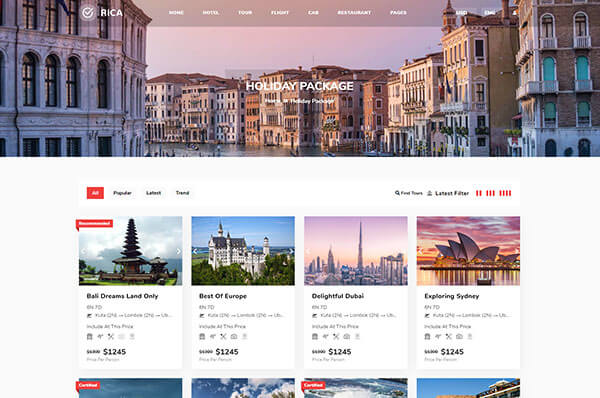 RICA HOME HOTEL TOUR FLIGHT CAB RESTAURANT PAGES USD ENG
HOLIDAY PACKAGE
Holiday Package
All Popular Latest Trend Find Tours Latest Filter
Recommended
Bali Dreams Land Only Best Of Europe Delightful Dubai Exploring Sydney
6N 7D 6N 7D 6N 7D 6N 7D
Kuta (2N) → Lombok (2N) → Ub... Kuta (2N) → Lombok (2N) → Ub... Kuta (2N) → Lombok (2N) → Ub... Kuta (2N) → Lombok (2N) → Ub...
Include At This Price Include At This Price Include At This Price Include At This Price
$1245 $1245 $1245 $1245
Price Per Person Price Per Person Price Per Person Price Per Person
Certified Certified